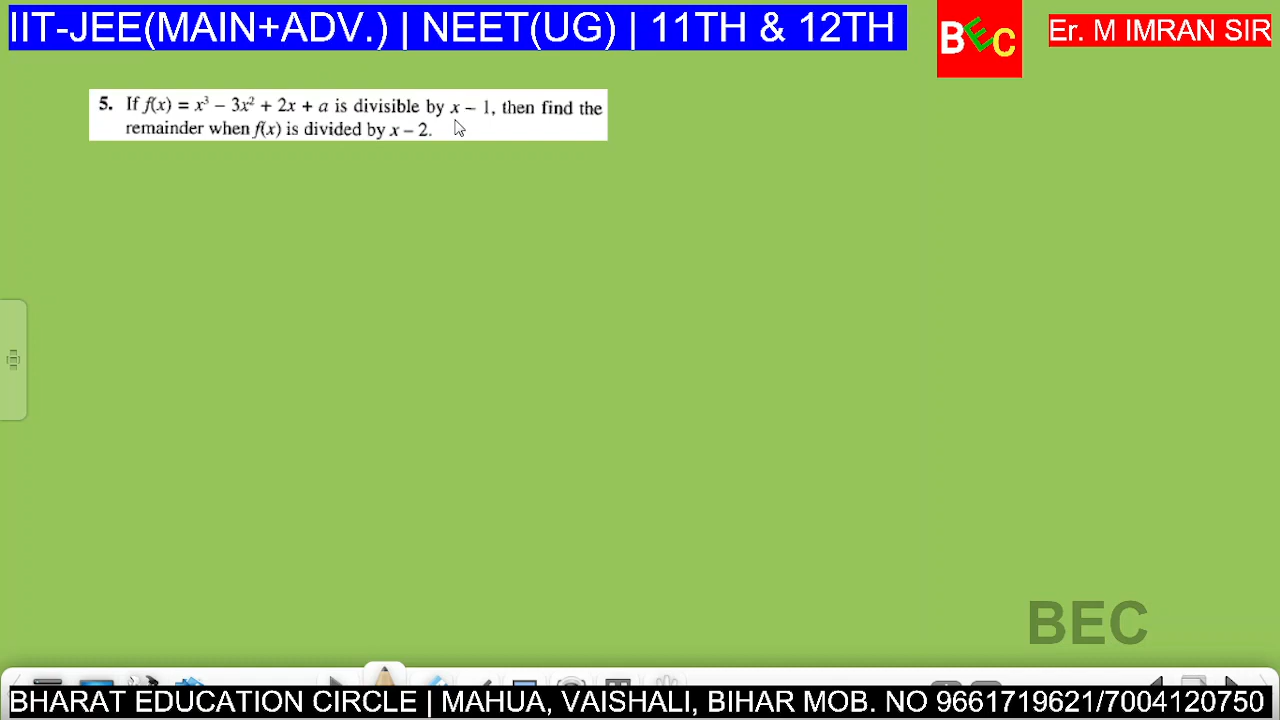 IIT-JEE(MAIN+ADV.) | NEET(UG) | 11TH & 12TH
BEC
Er. M IMRAN SIR
5. If f(x) = x³ – 3x² + 2x + a is divisible by x – 1, then find the
remainder when f(x) is divided by x – 2.
BEC
BHARAT EDUCATION CIRCLE | MAHUA, VAISHALI, BIHAR MOB. NO 9661719621/7004120750